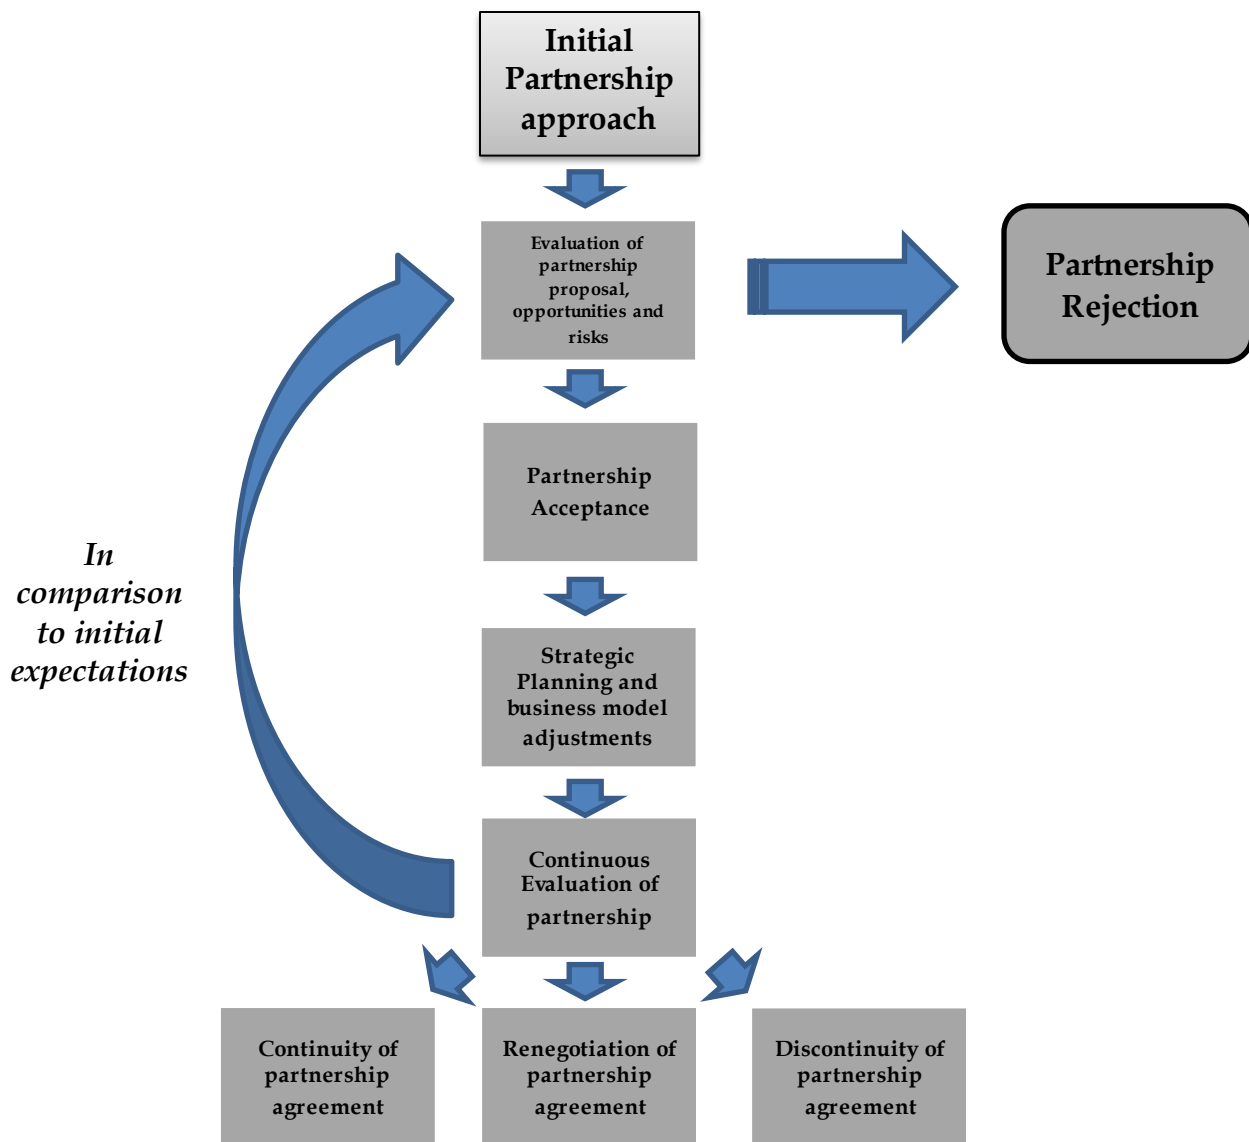 Initial
Partnership
approach
Evaluation of
partnership
proposal,
opportunities and
risks
Partnership
Rejection
Partnership
Acceptance
In
comparison
to initial
expectations
Strategic
Planning and
business model
adjustments
Continuous
Evaluation of
partnership
Continuity of
partnership
agreement
Renegotiation of
partnership
agreement
Discontinuity of
partnership
agreement